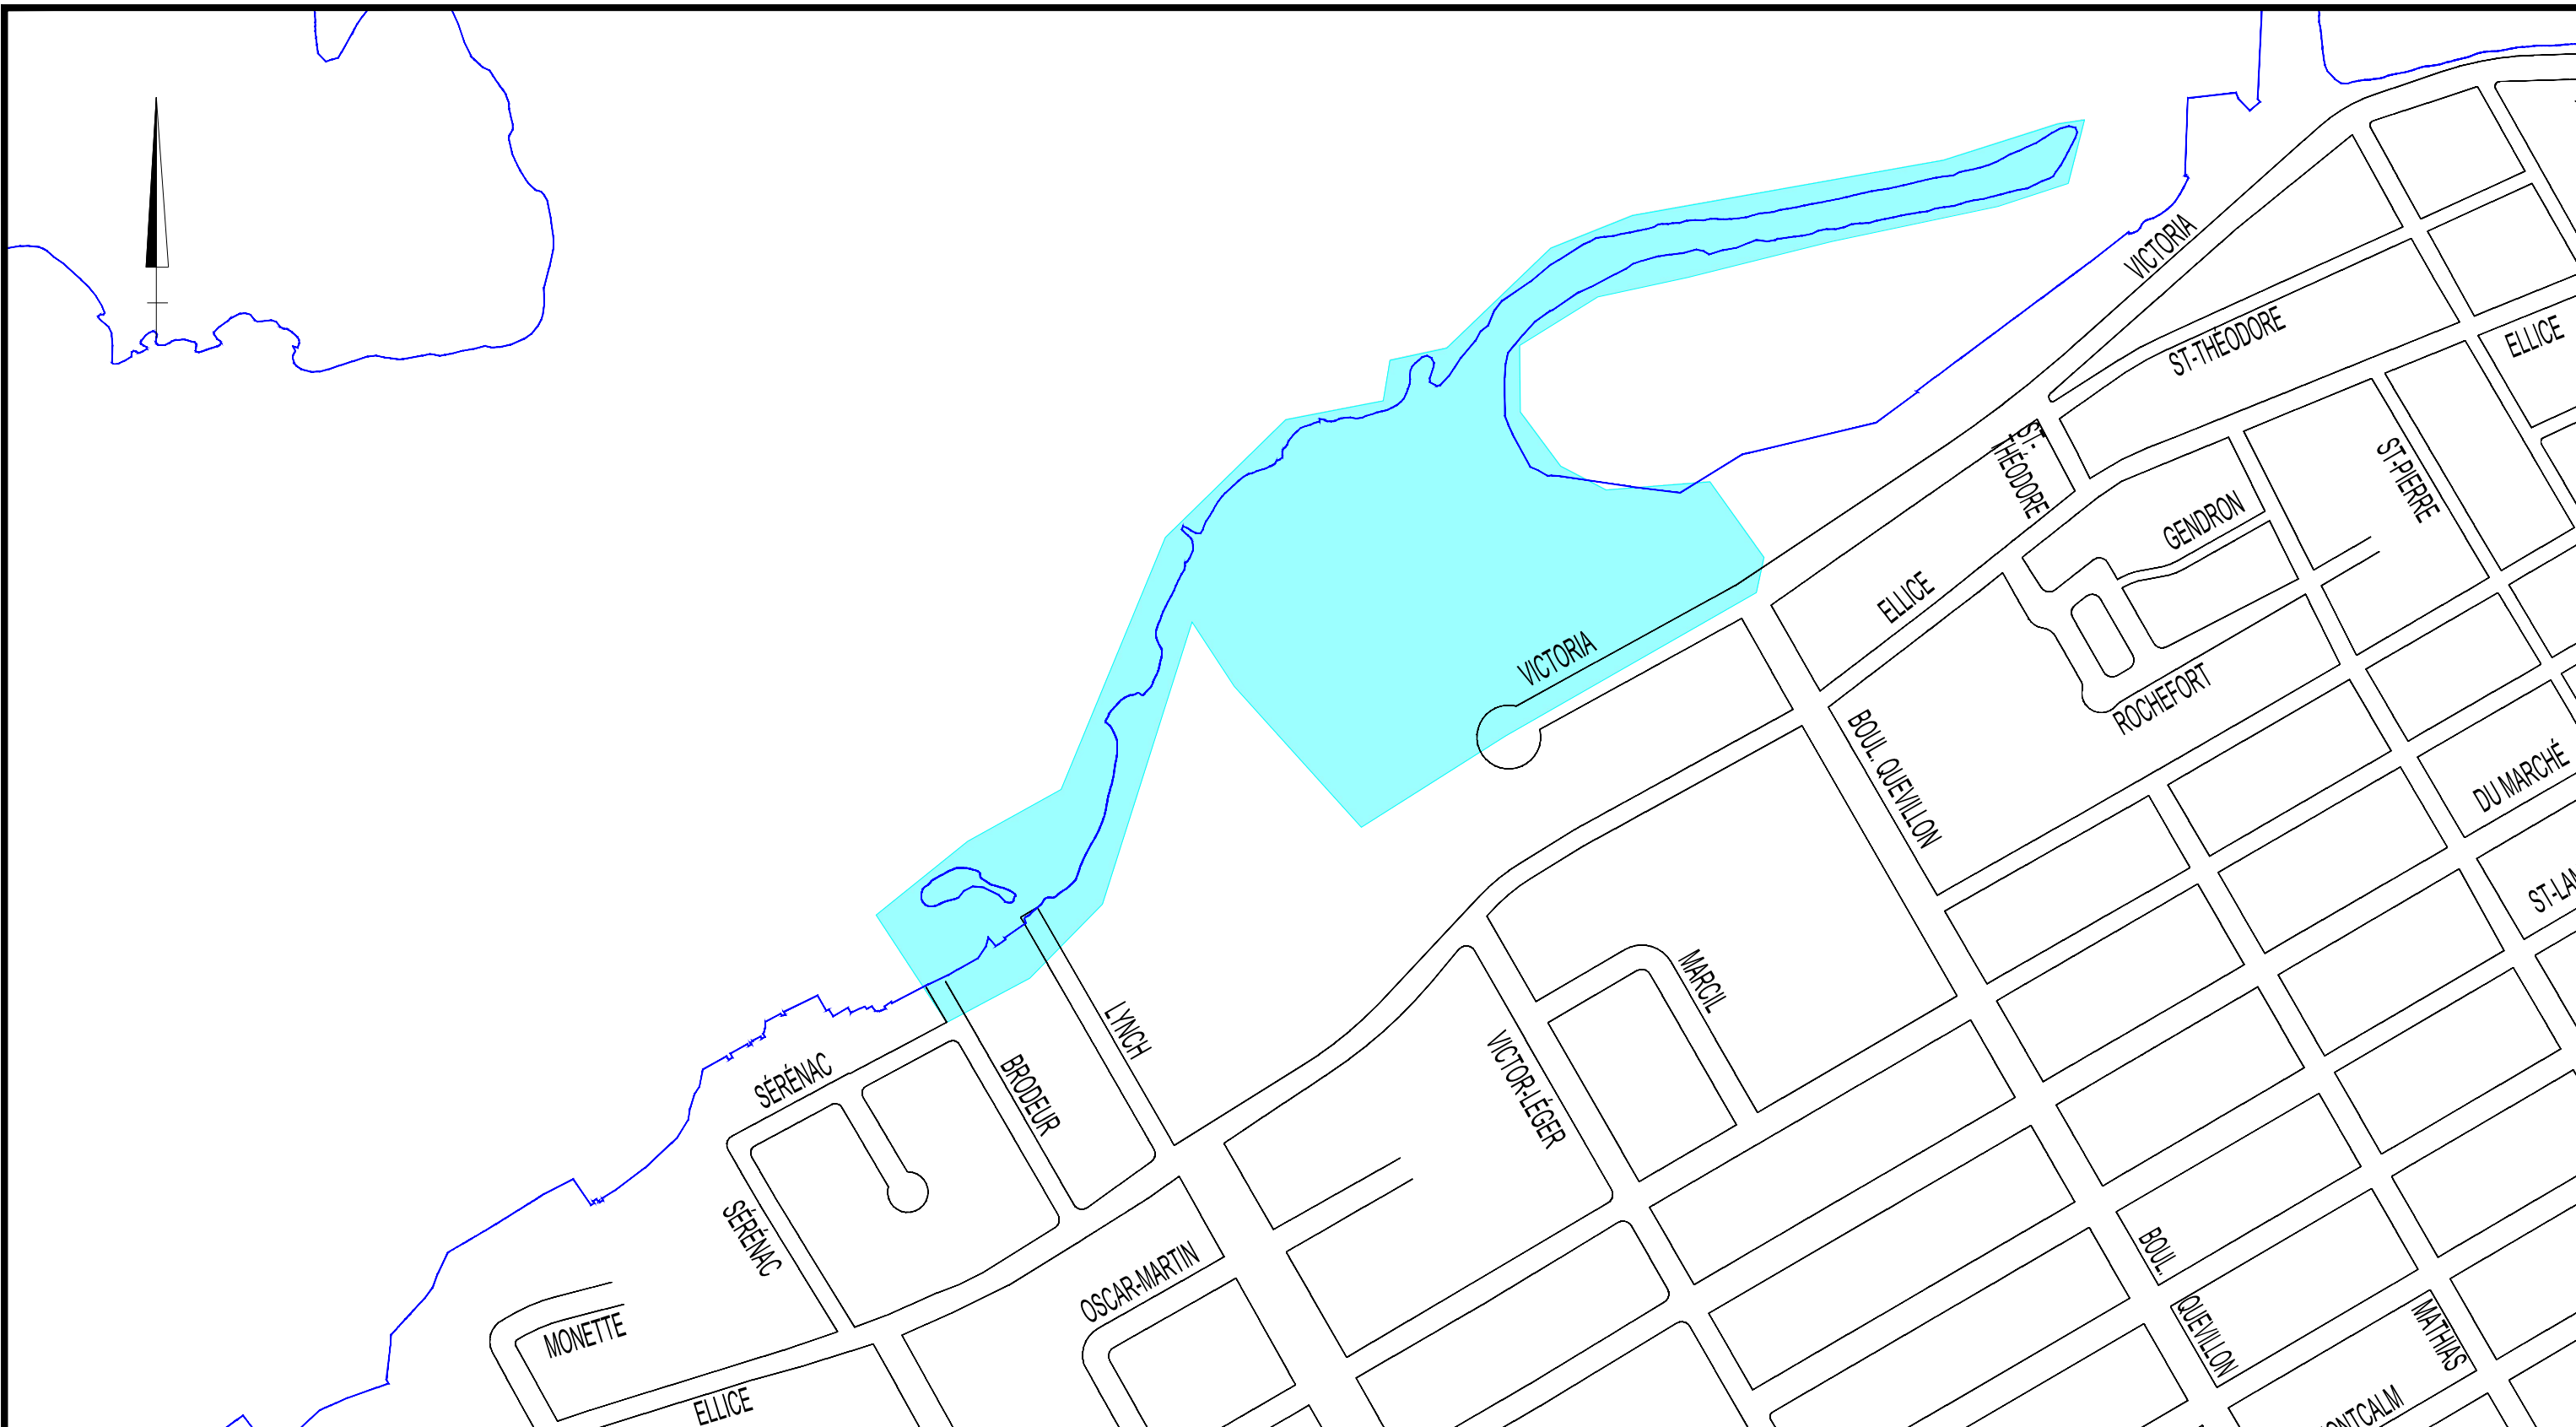 VICTORIA
ST-THÉODORE
ELLICE
ST-
THÉODORE
ST-PIERRE
GENDRON
ELLICE
VICTORIA
ROCHEFORT
BOUL. QUEVILLON
DU MARCHÉ
MARCIL
LYNCH
VICTOR-LÉGER
BRODEUR
SÉRÉNAC
SÉRÉNAC
OSCAR-MARTIN
BOUL.
QUEVILLON
MATHIAS
MONETTE
ELLICE